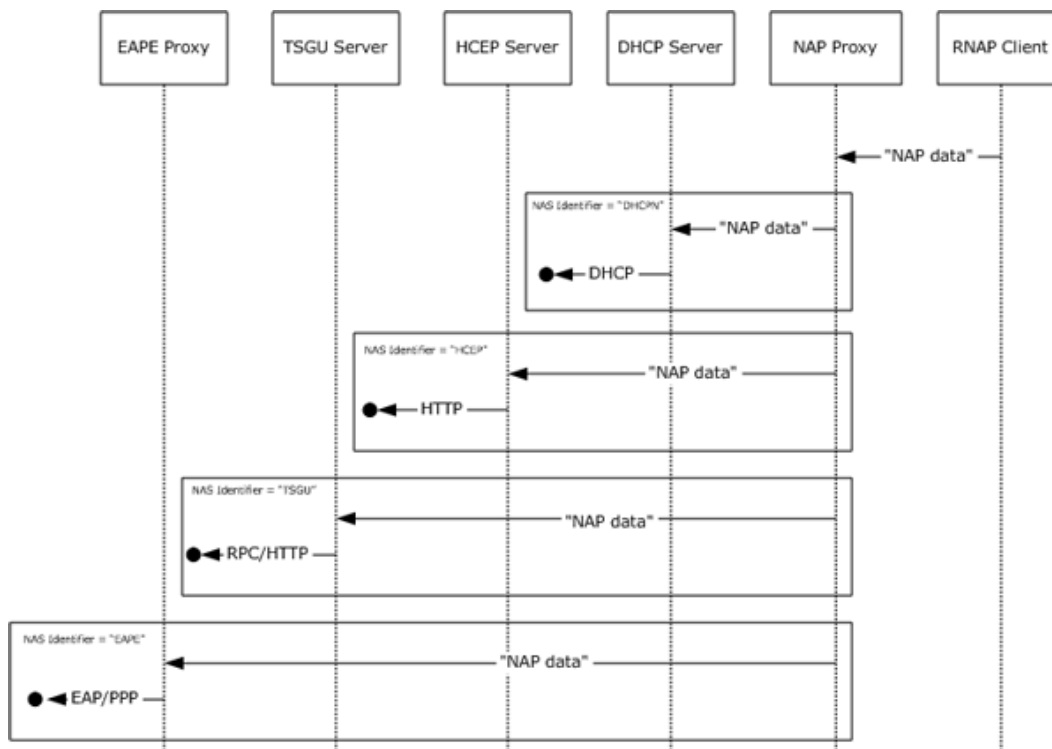 EAPE Proxy
TSGU Server
HCEP Server
DHCP Server
NAP Proxy
RNAP Client
"NAP data"
NAS Identifier = "DHCPN"
"NAP data"
DHCP
NAS Identifier = "HCEP"
"NAP data"
HTTP
NAS Identifier = "TSGU"
"NAP data"
RPC/HTTP
NAS Identifier = "EAPE"
"NAP data"
EAP/PPP